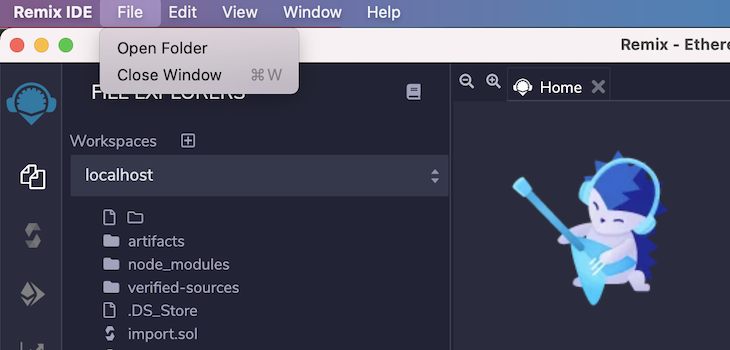 Remix IDE File Edit View Window Help
Open Folder
Close Window ⌘W
Remix - Ethere
FILE EXPLORERS
Home
Workspaces
localhost
artifacts
node_modules
verified-sources
.DS_Store
import.sol